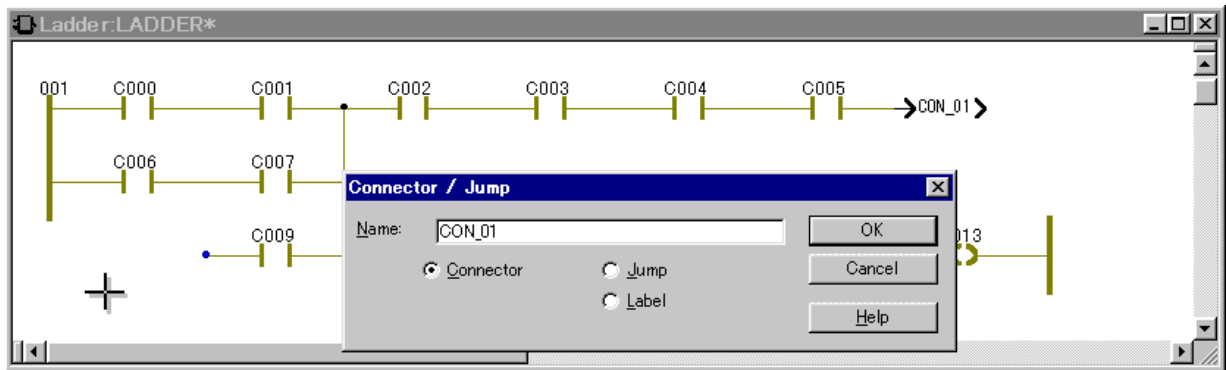 Ladder:LADDER*
001 C000 C001 C002 C003 C004 C005
CON_01
C006 C007
Connector / Jump
Name: CON_01 OK
C009 013
Connector Jump Cancel
Label
Help